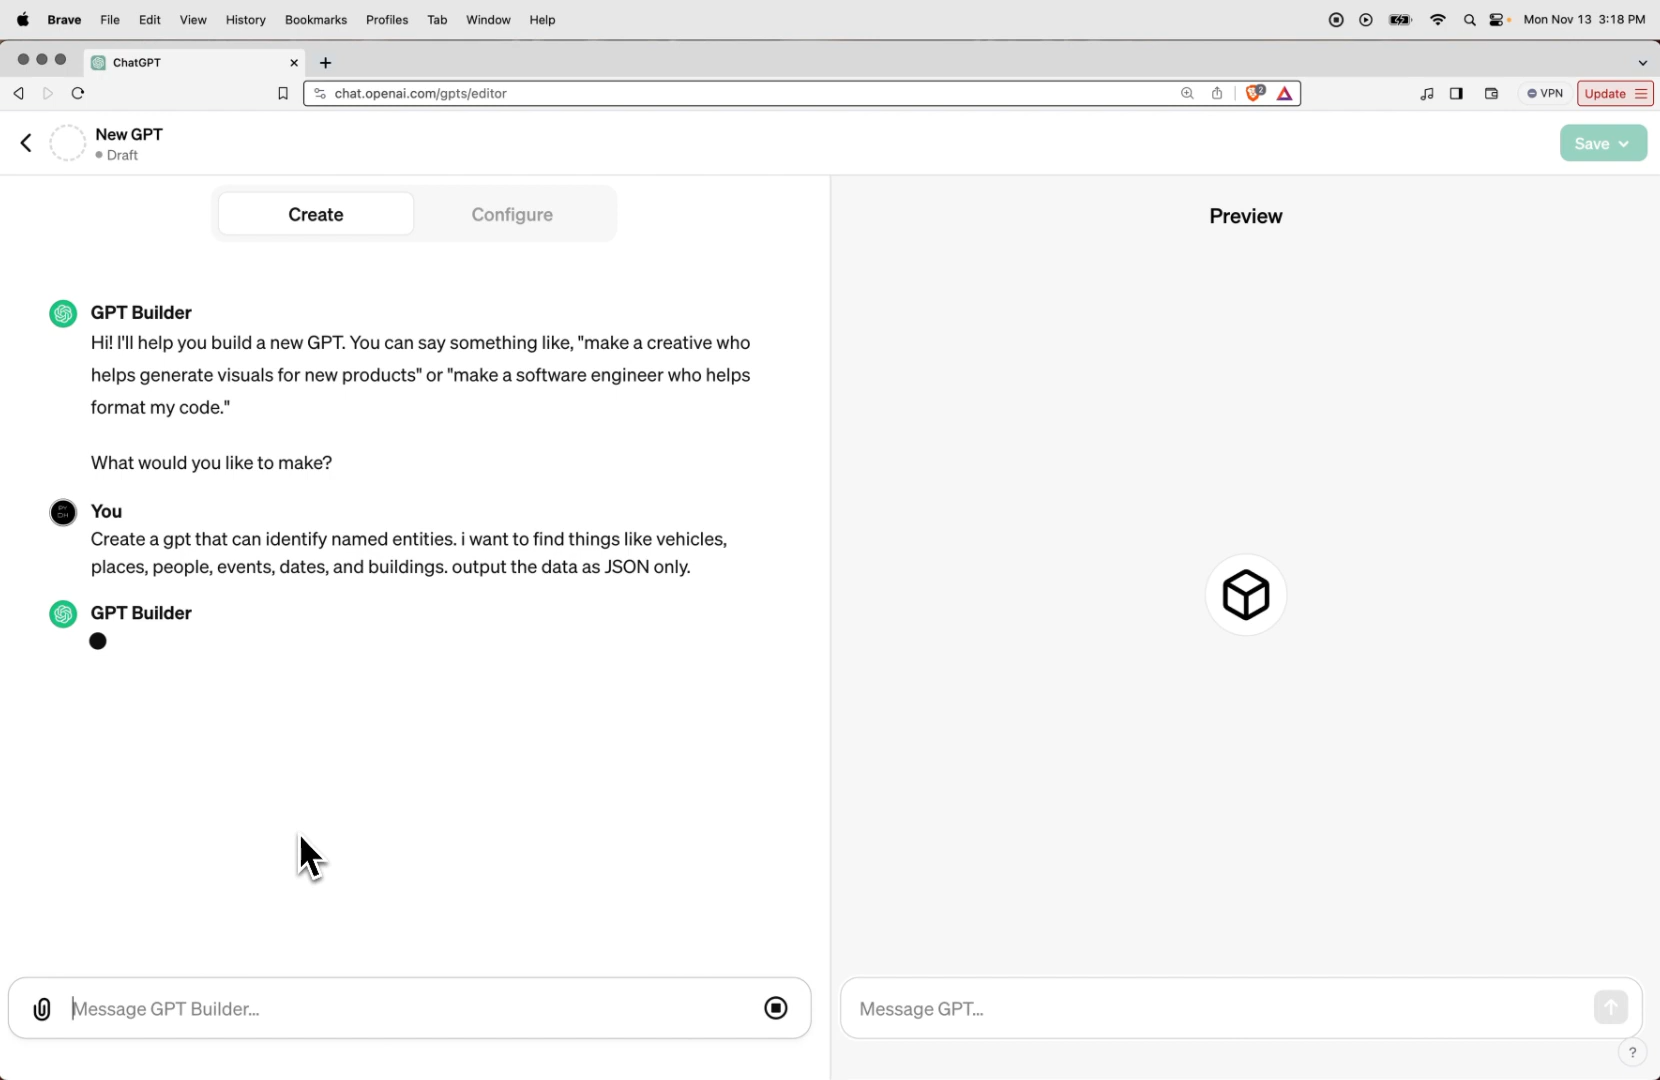 Brave File Edit View History Bookmarks Profiles Tab Window Help Mon Nov 13 3:18 PM
ChatGPT
chat.openai.com/gpts/editor 2 VPN Update
New GPT
Draft
Save
Create Configure
Preview
GPT Builder
Hi! I'll help you build a new GPT. You can say something like, "make a creative who
helps generate visuals for new products" or "make a software engineer who helps
format my code."
What would you like to make?
You
Create a gpt that can identify named entities. i want to find things like vehicles,
places, people, events, dates, and buildings. output the data as JSON only.
GPT Builder
Message GPT Builder...
Message GPT...
?